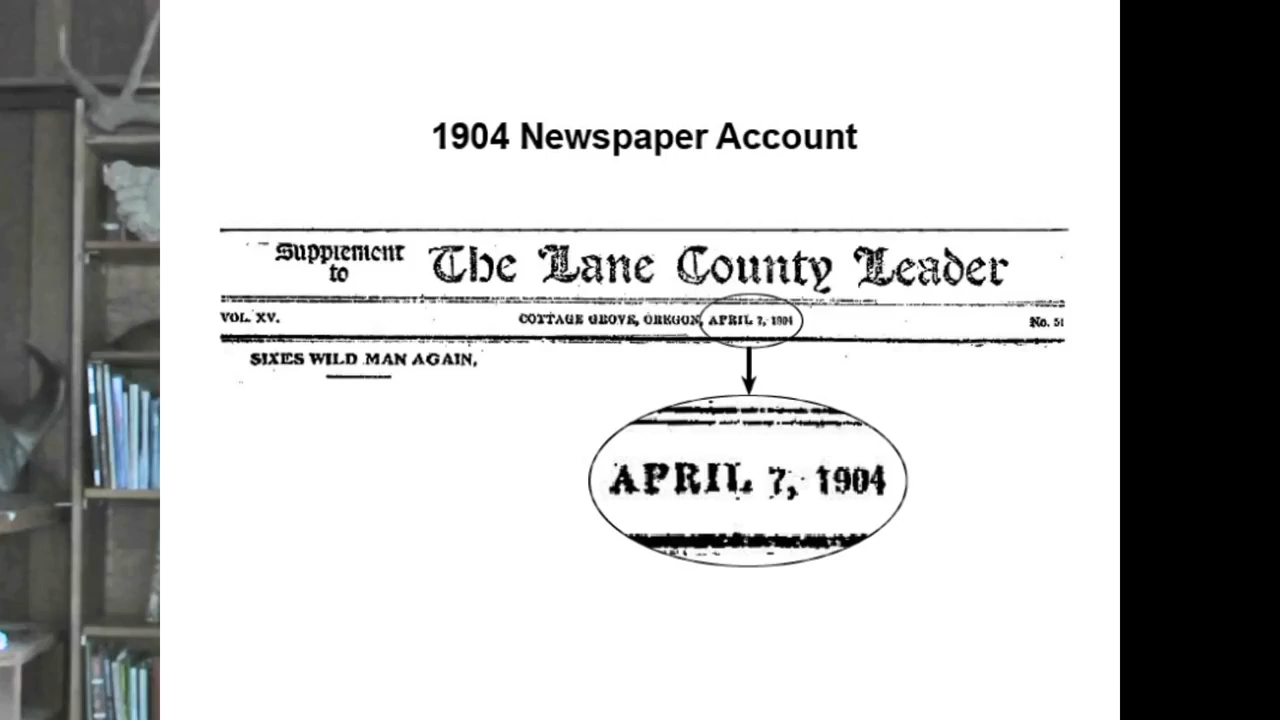 1904 Newspaper Account
Supplement
to
The Lane County Leader
VOL. XV.
COTTAGE GROVE, OREGON, APRIL 7, 1904
No. 51
SIXES WILD MAN AGAIN.
APRIL 7, 1904